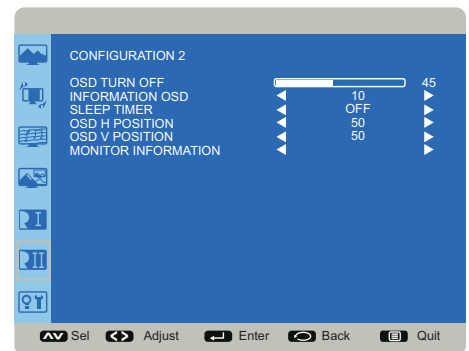 CONFIGURATION 2
OSD TURN OFF 45
INFORMATION OSD 10
SLEEP TIMER OFF
OSD H POSITION 50
OSD V POSITION 50
MONITOR INFORMATION
I
II
Sel Adjust Enter Back Quit